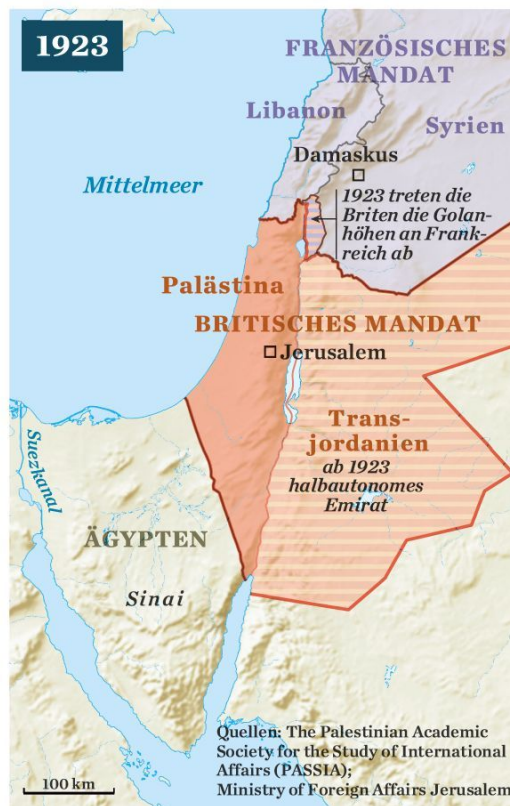 1923
FRANZÖSISCHES
MANDAT
Libanon
Syrien
Damaskus
Mittelmeer
1923 treten die
Briten die Golan-
höhen an Frank-
reich ab
Palästina
BRITISCHES MANDAT
Jerusalem
Trans-
jordanien
ab 1923
halbautonomes
Emirat
Suezkanal
ÄGYPTEN
Sinai
Quellen: The Palestinian Academic
Society for the Study of International
Affairs (PASSIA);
Ministry of Foreign Affairs Jerusalem
100 km